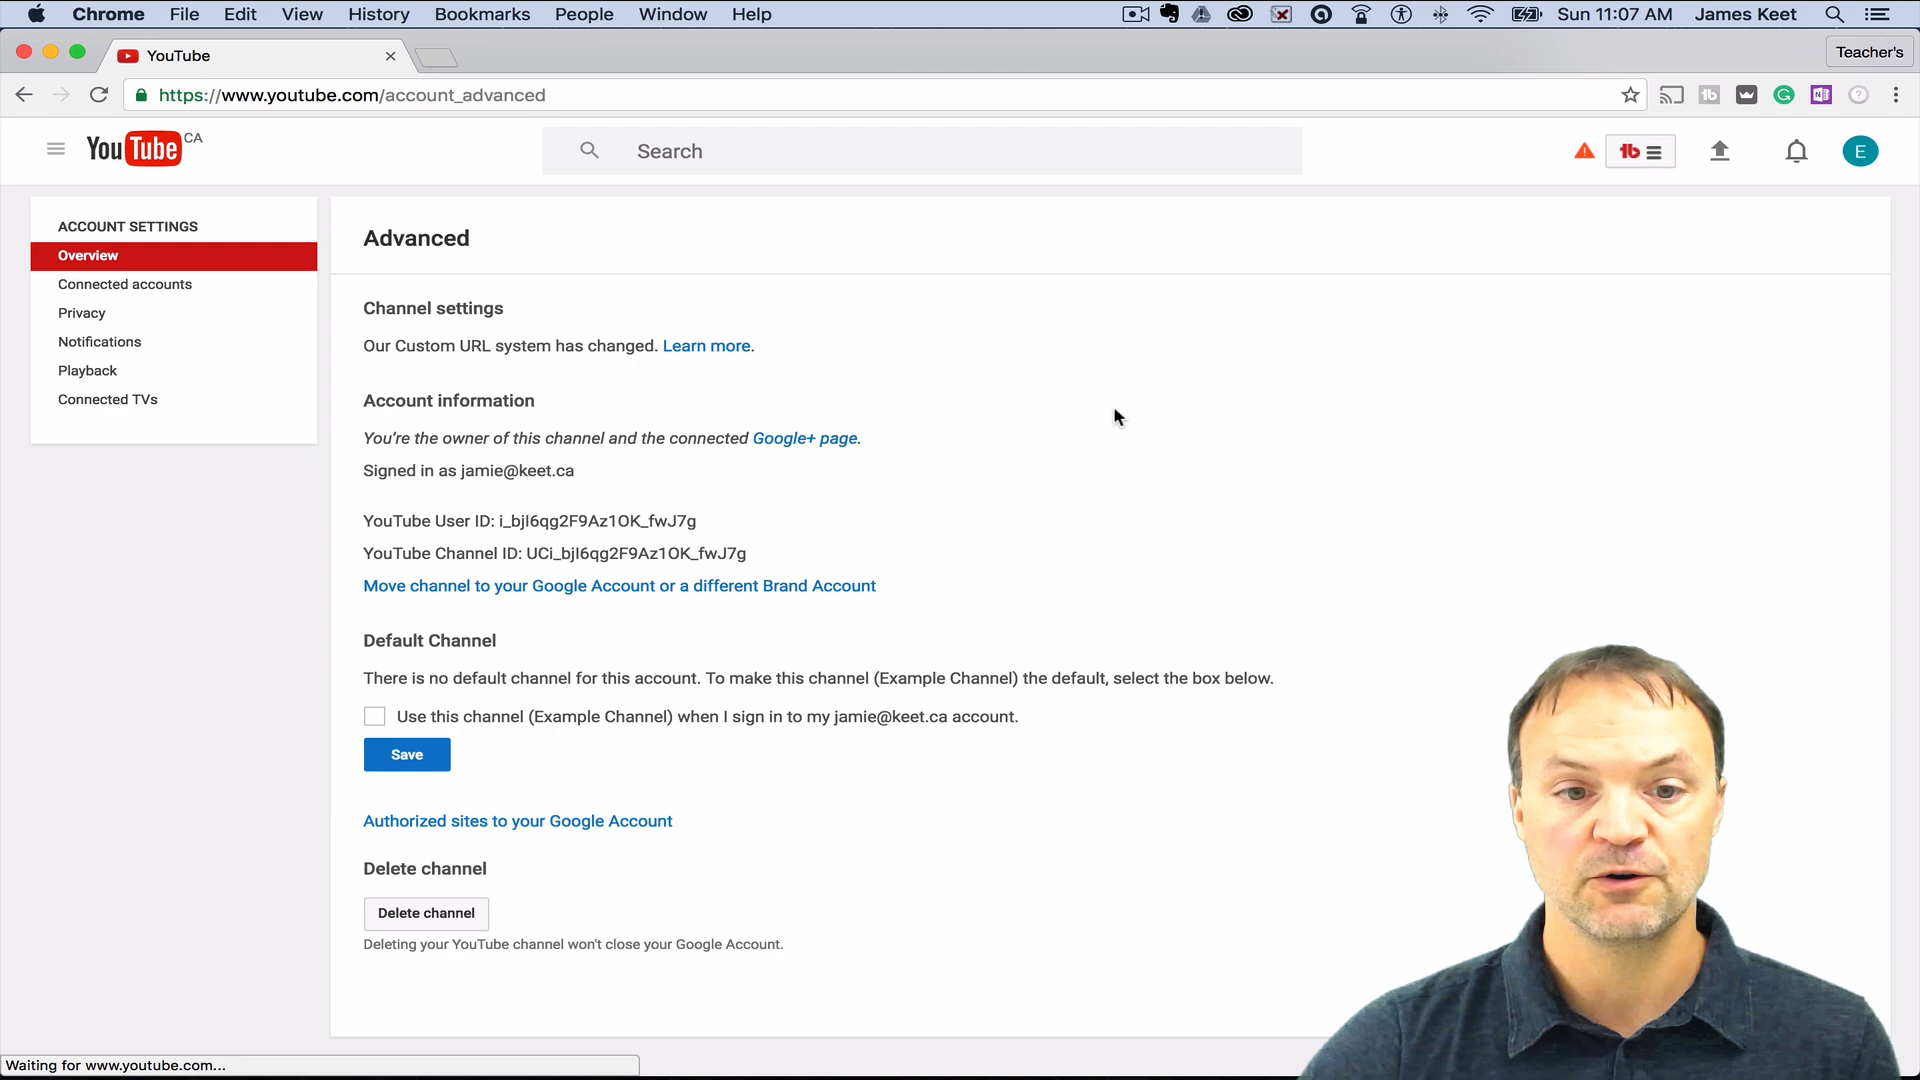 Chrome File Edit View History Bookmarks People Window Help Sun 11:07 AM James Keet
YouTube Teacher's
https://www.youtube.com/account_advanced
YouTube CA Search E
ACCOUNT SETTINGS
Overview
Connected accounts
Privacy
Notifications
Playback
Connected TVs
Advanced
Channel settings
Our Custom URL system has changed. Learn more.
Account information
You're the owner of this channel and the connected Google+ page.
Signed in as jamie@keet.ca
YouTube User ID: i_bjI6qg2F9Az1OK_fwJ7g
YouTube Channel ID: UCi_bjI6qg2F9Az1OK_fwJ7g
Move channel to your Google Account or a different Brand Account
Default Channel
There is no default channel for this account. To make this channel (Example Channel) the default, select the box below.
Use this channel (Example Channel) when I sign in to my jamie@keet.ca account.
Save
Authorized sites to your Google Account
Delete channel
Delete channel
Deleting your YouTube channel won't close your Google Account.
Waiting for www.youtube.com...